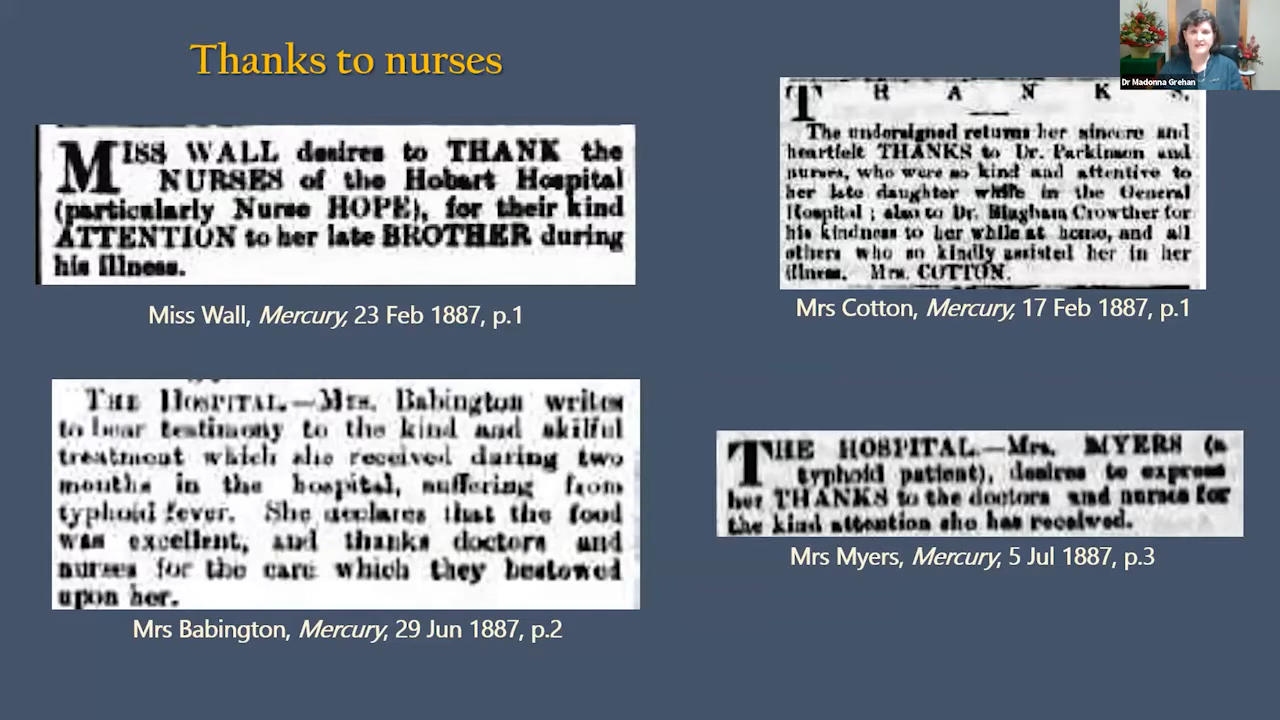 Thanks to nurses
Dr Madonna Grehan
MISS WALL desires to THANK the
NURSES of the Hobart Hospital
(particularly Nurse HOPE), for their kind
ATTENTION to her late BROTHER during
his illness.
Miss Wall, Mercury, 23 Feb 1887, p.1
THANKS.
The undersigned returns her sincere and
heartfelt THANKS to Dr. Parkinson and
nurses, who were so kind and attentive to
her late daughter while in the General
Hospital ; also to Dr. Bingham Crowther for
his kindness to her while at home, and all
others who so kindly assisted her in her
illness. Mrs. COTTON.
Mrs Cotton, Mercury, 17 Feb 1887, p.1
THE HOSPITAL.—Mrs. Babington writes
to bear testimony to the kind and skilful
treatment which she received during two
months in the hospital, suffering from
typhoid fever. She declares that the food
was excellent, and thanks doctors and
nurses for the care which they bestowed
upon her.
Mrs Babington, Mercury, 29 Jun 1887, p.2
THE HOSPITAL.—Mrs. MYERS (a
typhoid patient), desires to express
her THANKS to the doctors and nurses for
the kind attention she has received.
Mrs Myers, Mercury, 5 Jul 1887, p.3